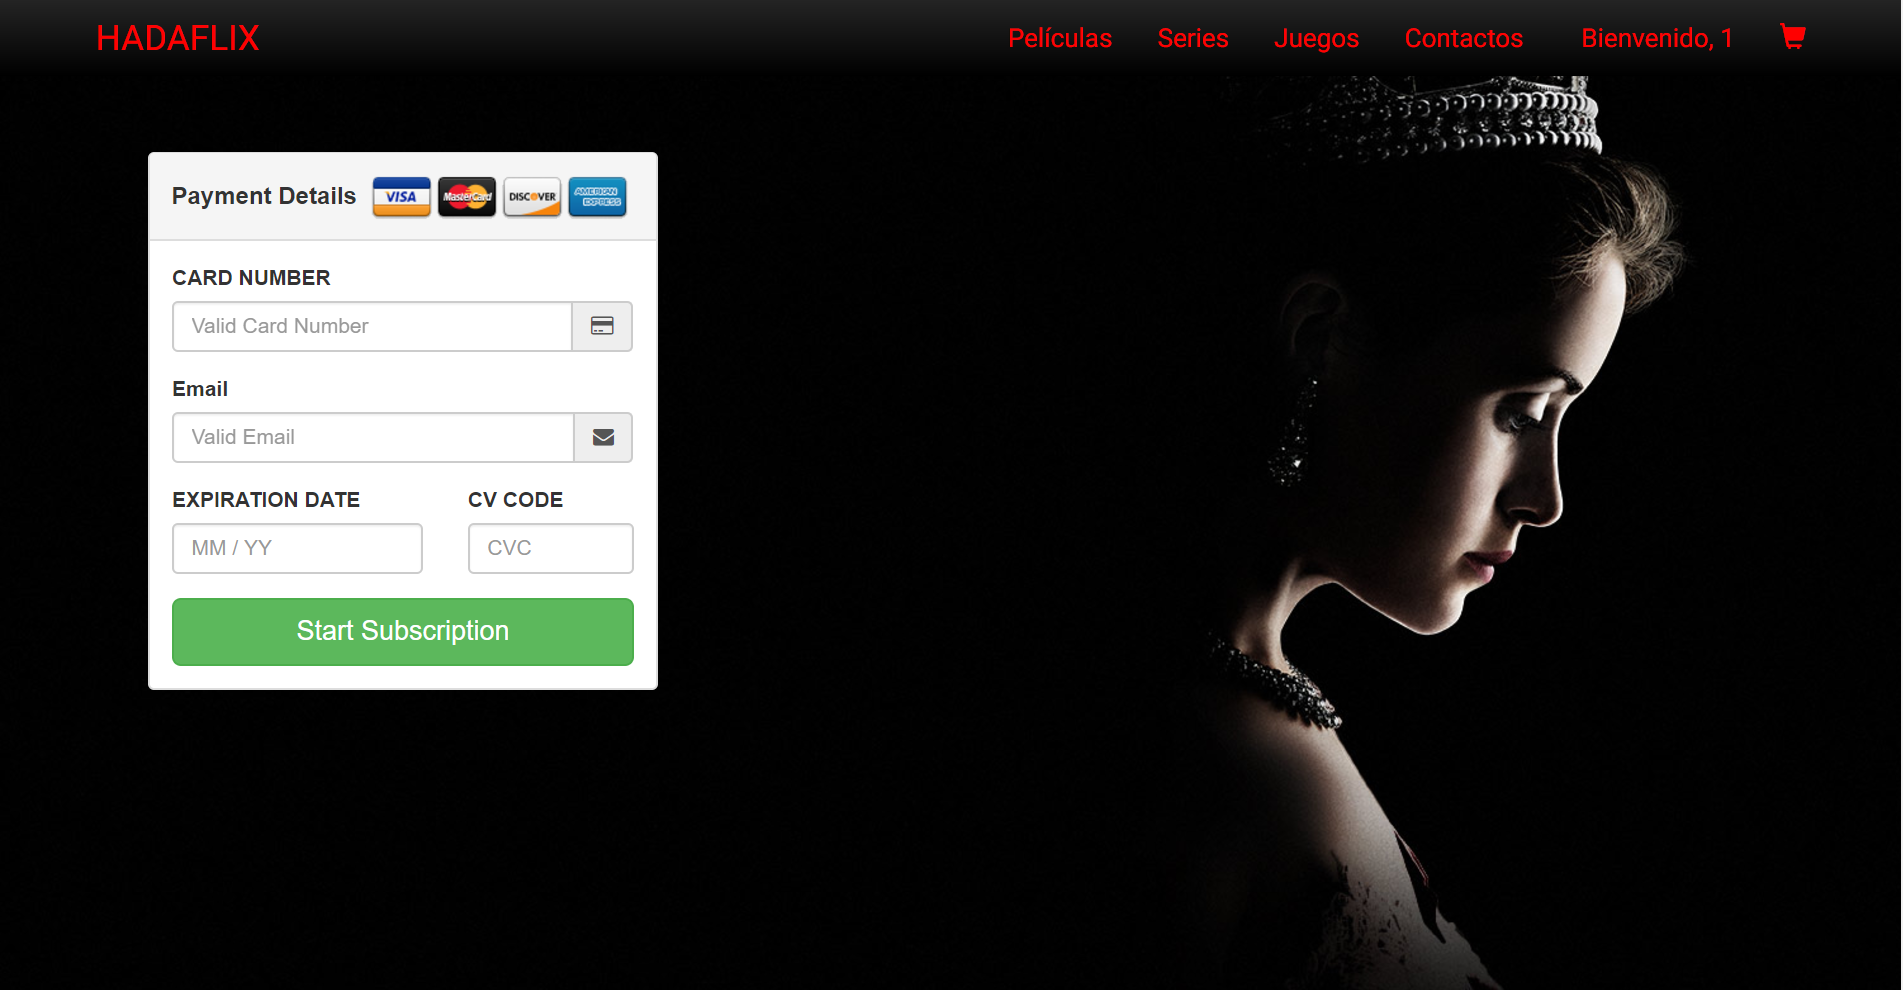 HADAFLIX Películas Series Juegos Contactos Bienvenido, 1
Payment Details VISA MasterCard DISCOVER AMERICAN EXPRESS
CARD NUMBER
Valid Card Number
Email
Valid Email
EXPIRATION DATE CV CODE
MM / YY CVC
Start Subscription